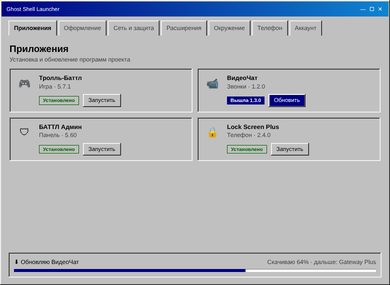 Ghost Shell Launcher
Приложения
Оформление
Сеть и защита
Расширения
Окружение
Телефон
Аккаунт
Приложения
Установка и обновление программ проекта
Тролль-Баттл
Игра · 5.7.1
Установлено
Запустить
ВидеоЧат
Звонки · 1.2.0
Вышла 1.3.0
Обновить
БАТТЛ Админ
Панель · 5.60
Установлено
Запустить
Lock Screen Plus
Телефон · 2.4.0
Установлено
Запустить
⬇ Обновляю ВидеоЧат
Скачиваю 64% · дальше: Gateway Plus